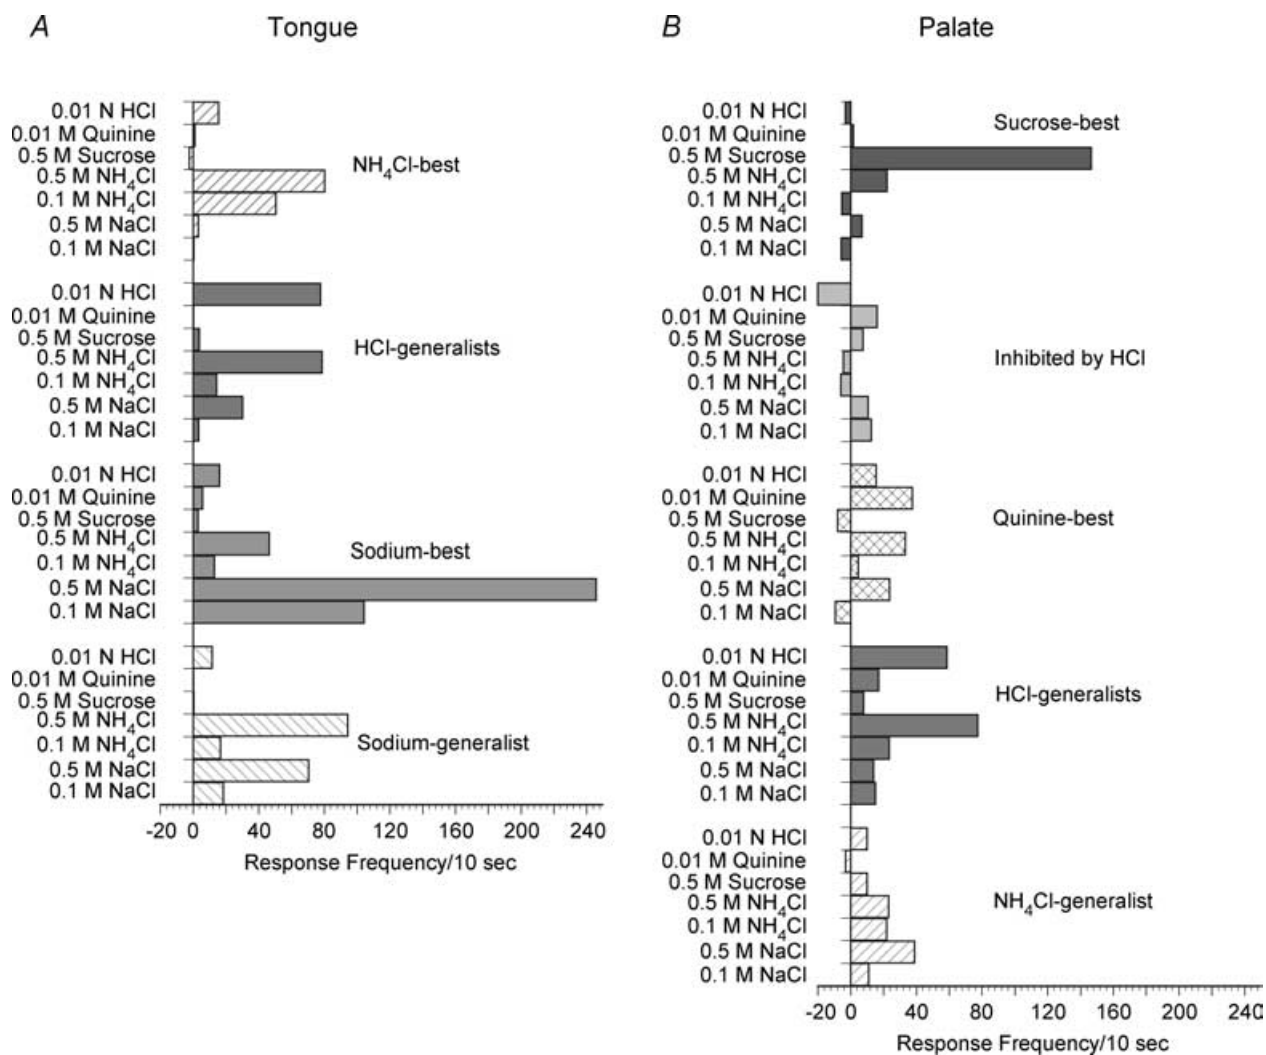 A
Tongue
0.01 N HCl
0.01 M Quinine
0.5 M Sucrose
0.5 M NH4Cl
0.1 M NH4Cl
0.5 M NaCl
0.1 M NaCl
NH4Cl-best
0.01 N HCl
0.01 M Quinine
0.5 M Sucrose
0.5 M NH4Cl
0.1 M NH4Cl
0.5 M NaCl
0.1 M NaCl
HCl-generalists
0.01 N HCl
0.01 M Quinine
0.5 M Sucrose
0.5 M NH4Cl
0.1 M NH4Cl
0.5 M NaCl
0.1 M NaCl
Sodium-best
0.01 N HCl
0.01 M Quinine
0.5 M Sucrose
0.5 M NH4Cl
0.1 M NH4Cl
0.5 M NaCl
0.1 M NaCl
Sodium-generalist
-20 0 40 80 120 160 200 240
Response Frequency/10 sec
B
Palate
0.01 N HCl
0.01 M Quinine
0.5 M Sucrose
0.5 M NH4Cl
0.1 M NH4Cl
0.5 M NaCl
0.1 M NaCl
Sucrose-best
0.01 N HCl
0.01 M Quinine
0.5 M Sucrose
0.5 M NH4Cl
0.1 M NH4Cl
0.5 M NaCl
0.1 M NaCl
Inhibited by HCl
0.01 N HCl
0.01 M Quinine
0.5 M Sucrose
0.5 M NH4Cl
0.1 M NH4Cl
0.5 M NaCl
0.1 M NaCl
Quinine-best
0.01 N HCl
0.01 M Quinine
0.5 M Sucrose
0.5 M NH4Cl
0.1 M NH4Cl
0.5 M NaCl
0.1 M NaCl
HCl-generalists
0.01 N HCl
0.01 M Quinine
0.5 M Sucrose
0.5 M NH4Cl
0.1 M NH4Cl
0.5 M NaCl
0.1 M NaCl
NH4Cl-generalist
-20 0 40 80 120 160 200 240
Response Frequency/10 sec